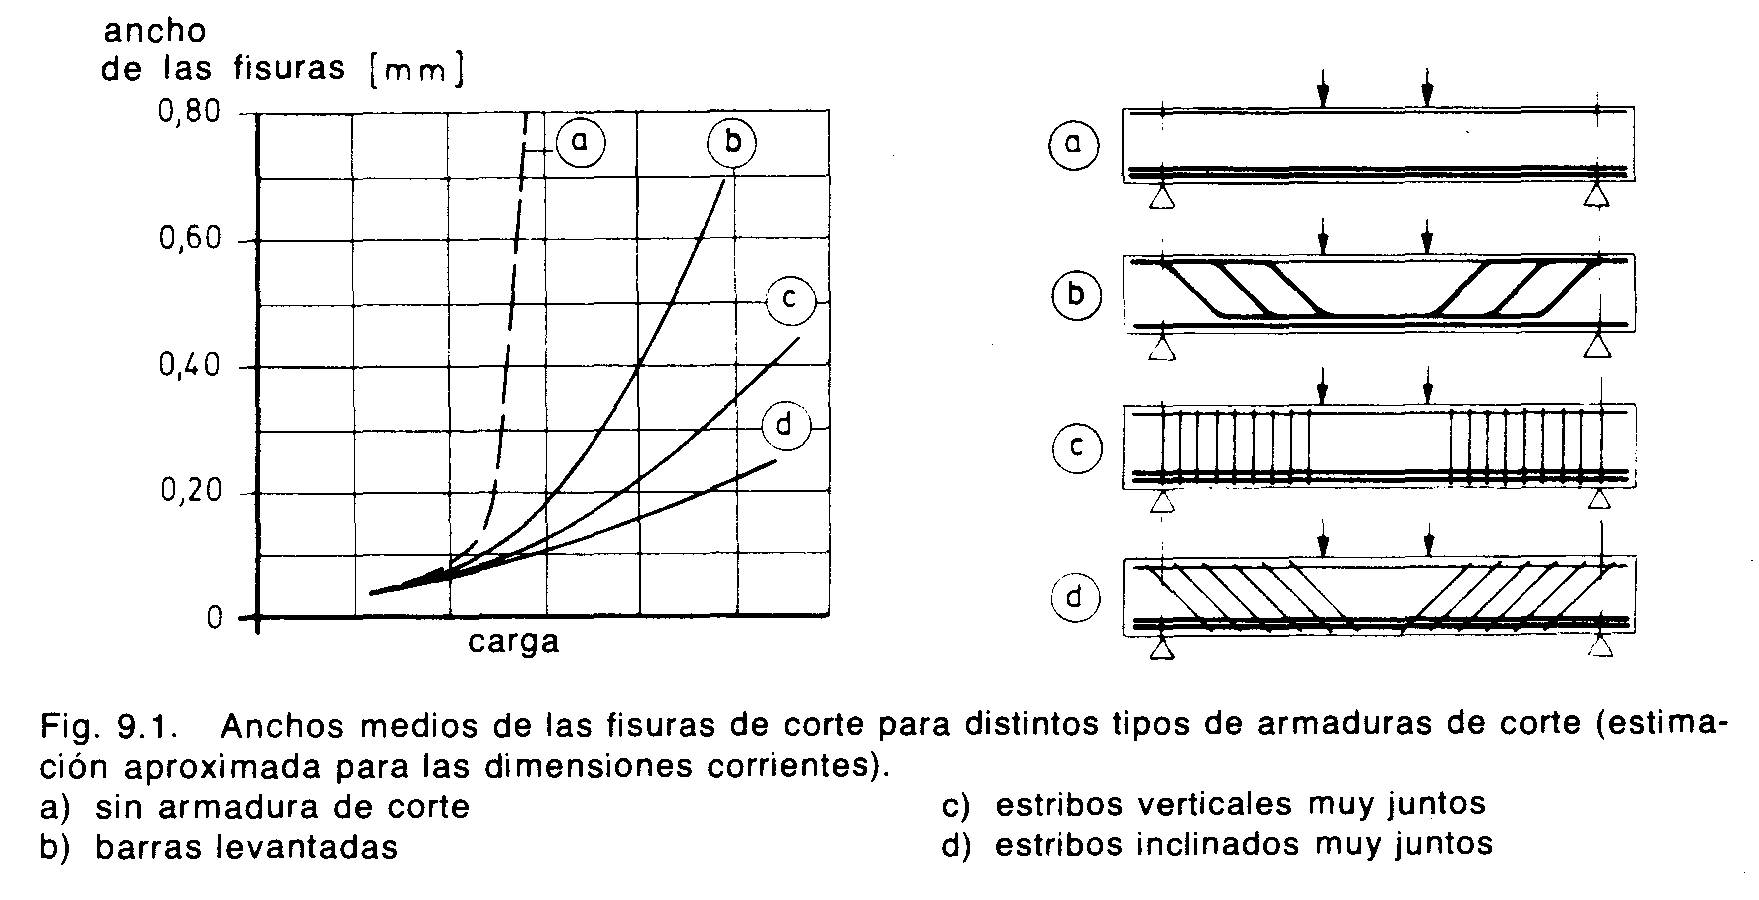 ancho
de las fisuras [mm]
0,80
0,60
0,40
0,20
0
carga
a
b
c
d
a
b
c
d
Fig. 9.1. Anchos medios de las fisuras de corte para distintos tipos de armaduras de corte (estima-
ción aproximada para las dimensiones corrientes).
a) sin armadura de corte
b) barras levantadas
c) estribos verticales muy juntos
d) estribos inclinados muy juntos